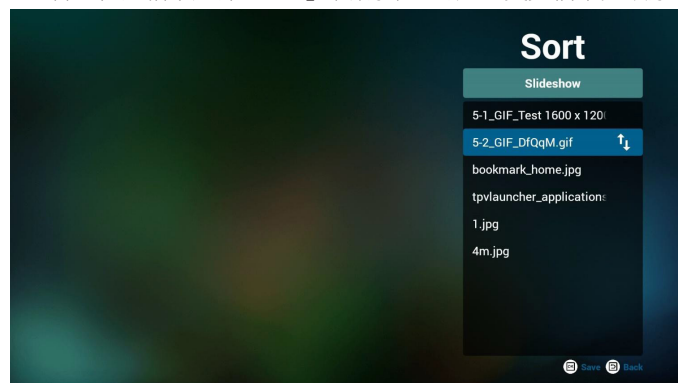 Sort
Slideshow
5-1_GIF_Test 1600 x 120
5-2_GIF_DfQqM.gif
bookmark_home.jpg
tpvlauncher_applications
1.jpg
4m.jpg
Save Back